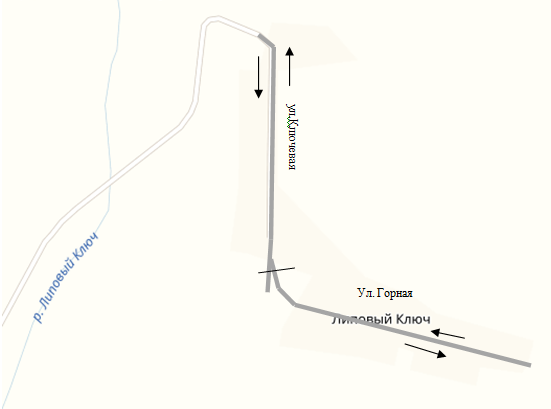 ул.Ключевая
р. Липовый Ключ
Ул. Горная
Липовый Ключ